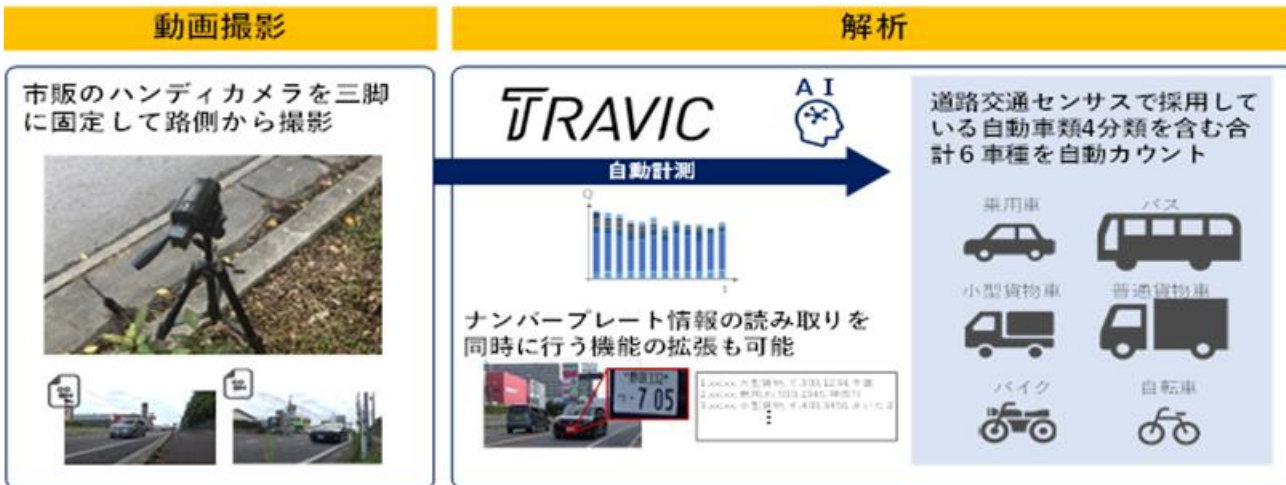 動画撮影
解析
市販のハンディカメラを三脚
に固定して路側から撮影
TRAVIC
AI
自動計測
Q
t
ナンバープレート情報の読み取りを
同時に行う機能の拡張も可能
7 05
道路交通センサスで採用して
いる自動車類4分類を含む合
計6車種を自動カウント
乗用車
バス
小型貨物車
普通貨物車
バイク
自転車